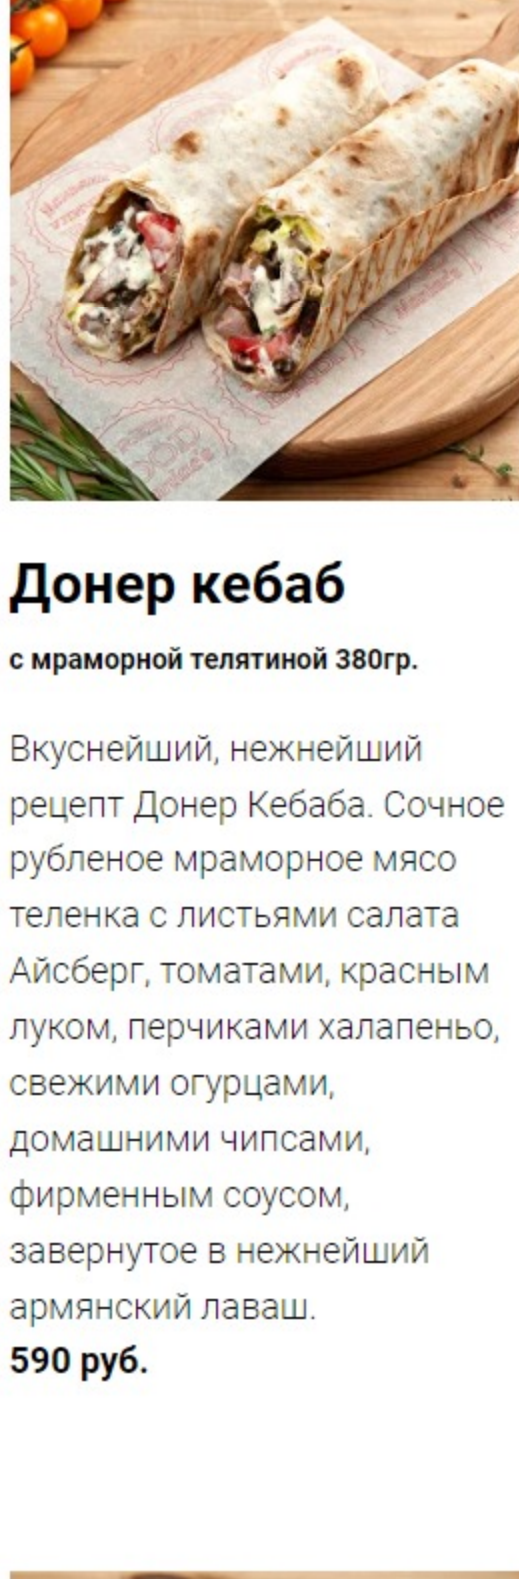 Донер кебаб
с мраморной телятиной 380гр.
Вкуснейший, нежнейший
рецепт Донер Кебаба. Сочное
рубленое мраморное мясо
теленка с листьями салата
Айсберг, томатами, красным
луком, перчиками халапеньо,
свежими огурцами,
домашними чипсами,
фирменным соусом,
завернутое в нежнейший
армянский лаваш.
590 руб.